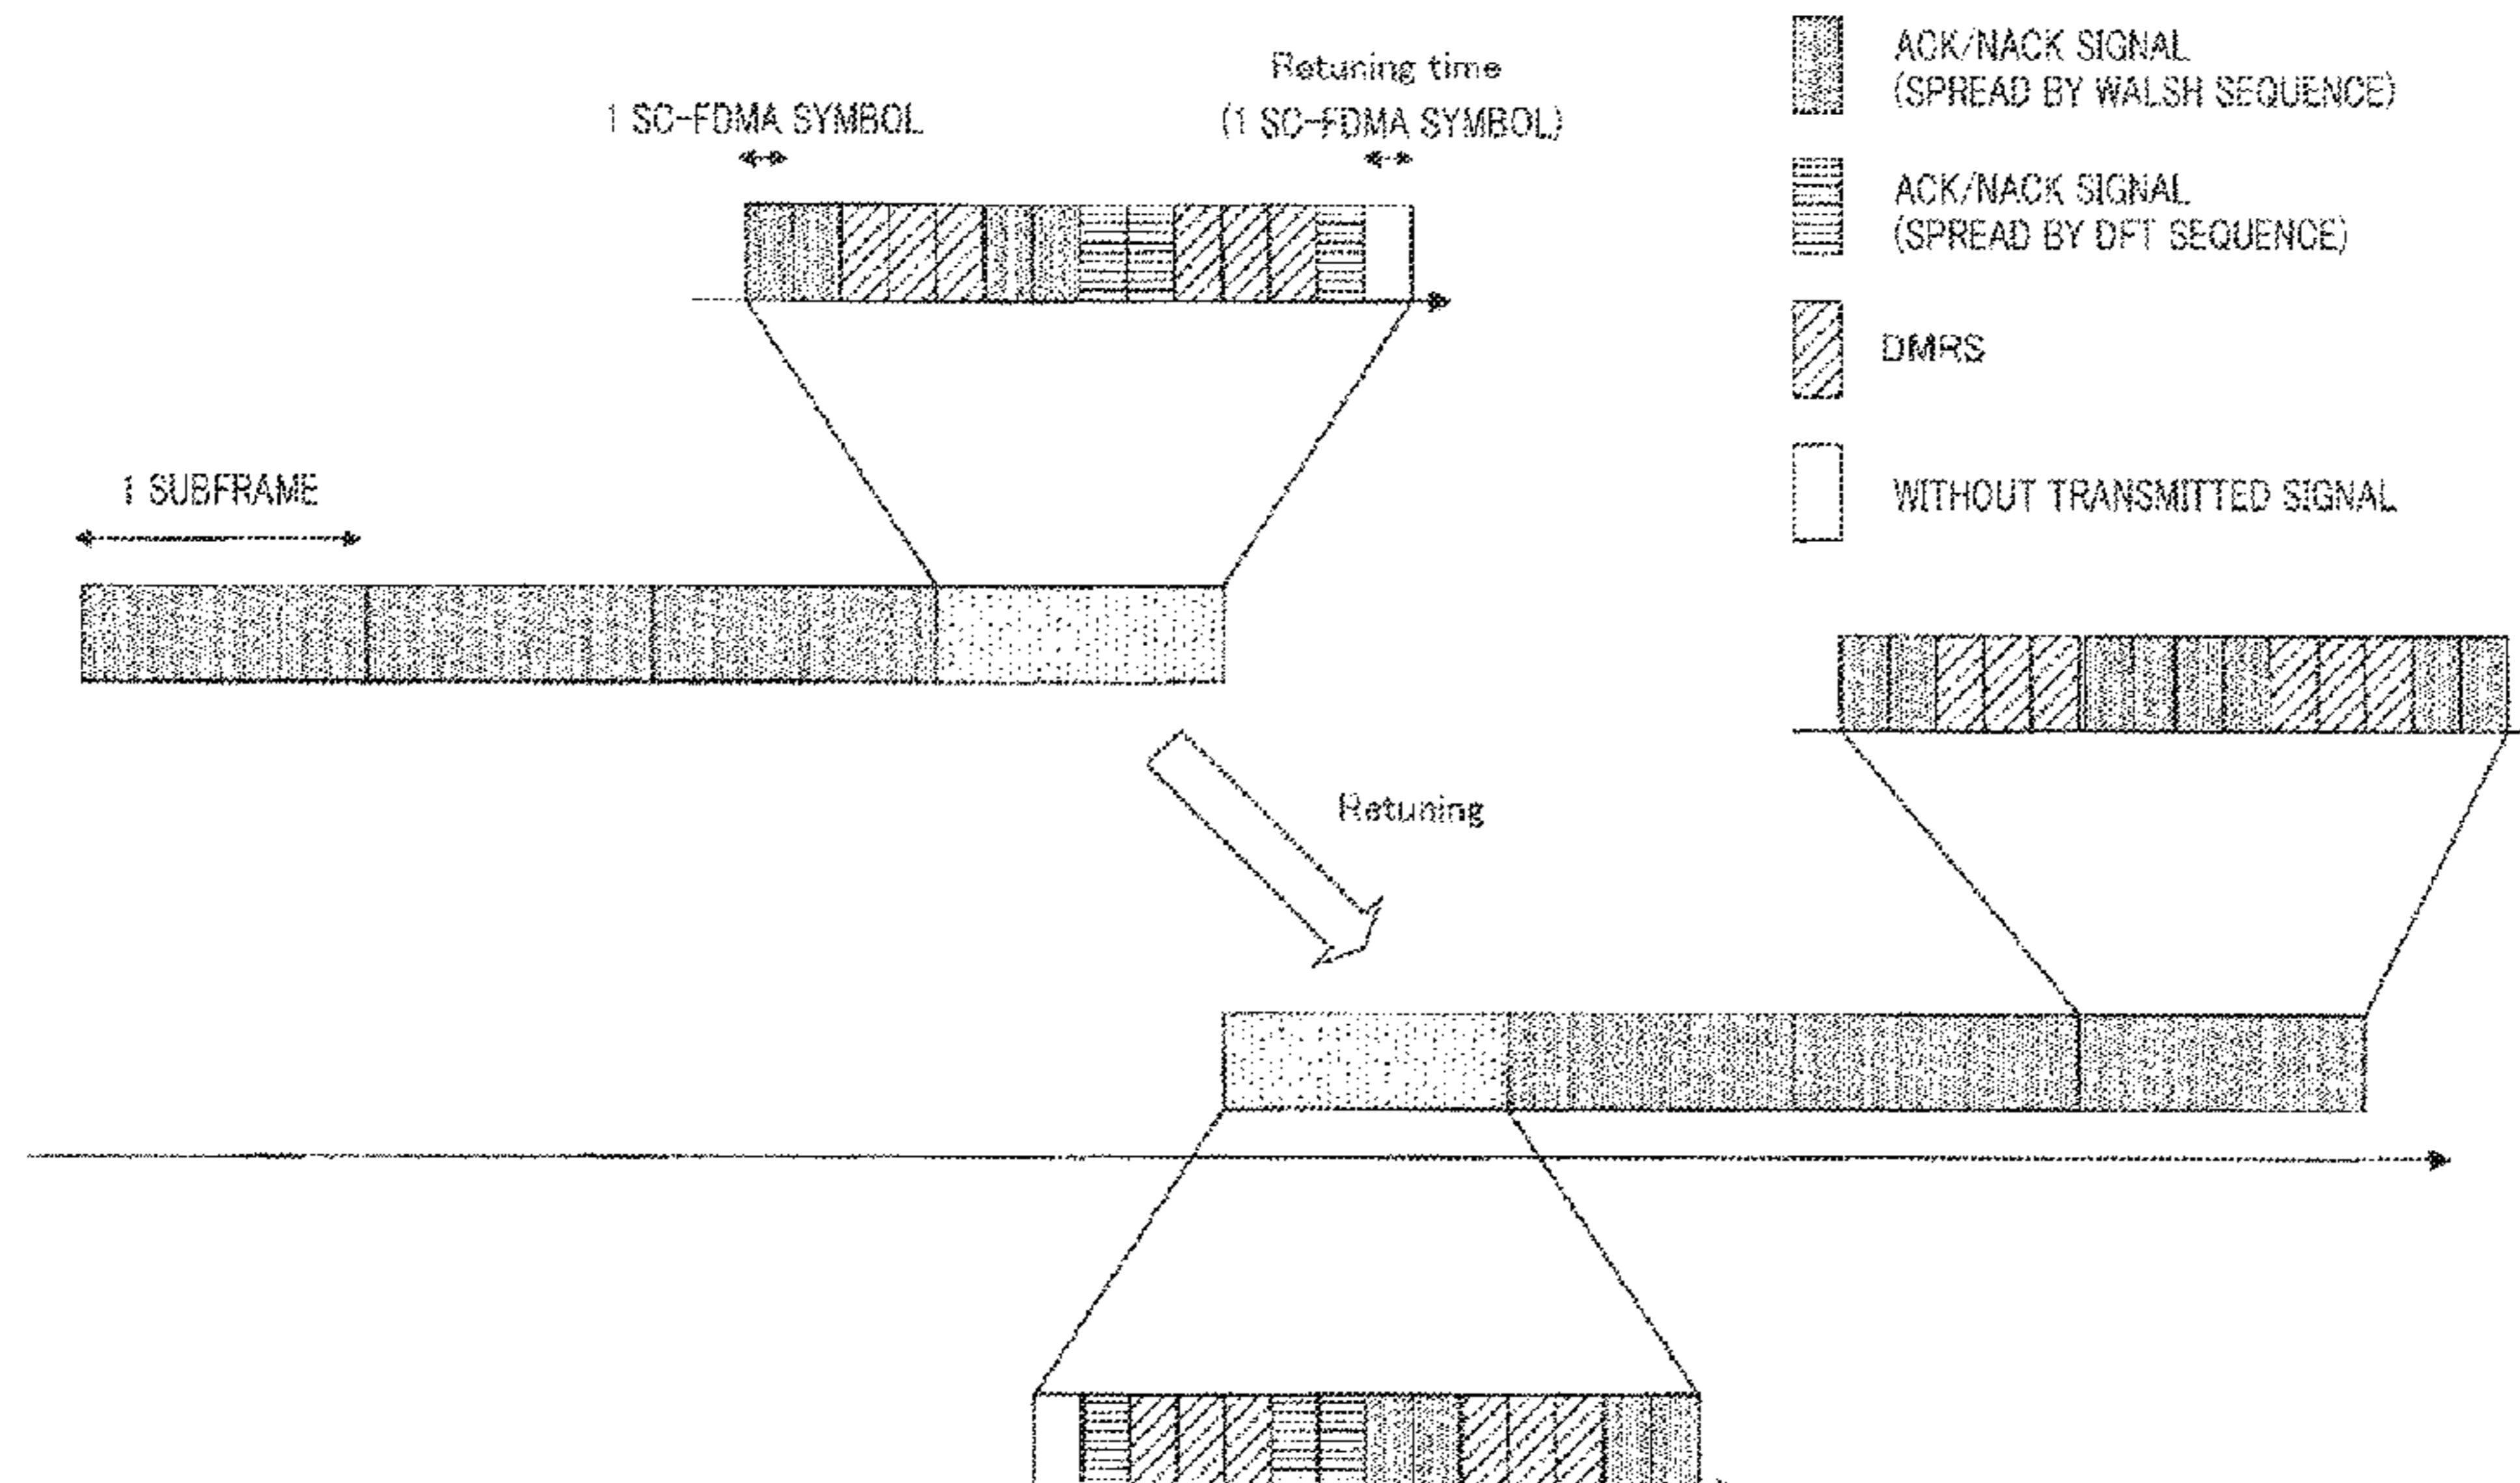 Retuning time
1 SC-FDMA SYMBOL
(1 SC-FDMA SYMBOL)
ACK/NACK SIGNAL
(SPREAD BY WALSH SEQUENCE)
ACK/NACK SIGNAL
(SPREAD BY DFT SEQUENCE)
DMRS
WITHOUT TRANSMITTED SIGNAL
1 SUBFRAME
Retuning